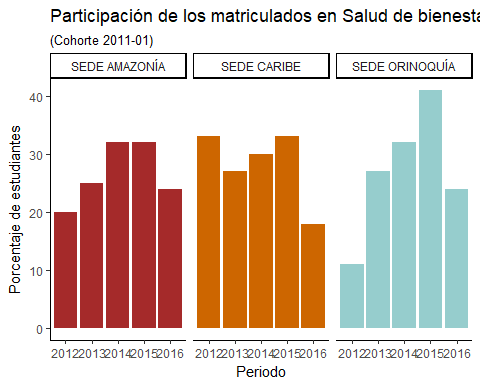 Participación de los matriculados en Salud de bienesta
(Cohorte 2011-01)
SEDE AMAZONÍA SEDE CARIBE SEDE ORINOQUÍA
Porcentaje de estudiantes
40
30
20
10
0
2012 2013 2014 2015 2016 2012 2013 2014 2015 2016 2012 2013 2014 2015 2016
Periodo